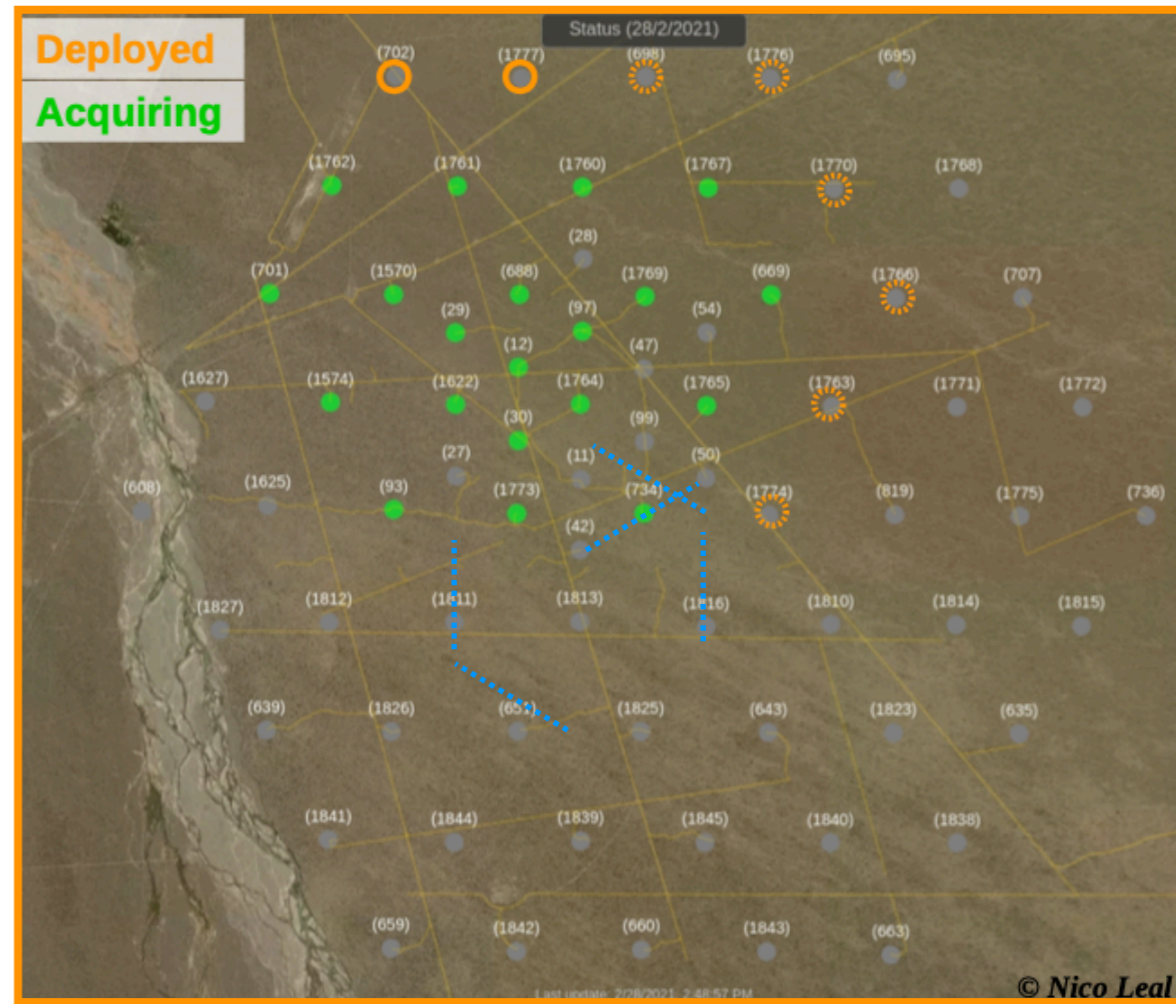 Deployed
Acquiring
Status (28/2/2021)
(702) (1777) (698) (1776) (695)
(1762) (1761) (1760) (1767) (1770) (1768)
(28)
(701) (1570) (688) (1769) (669) (1766) (707)
(29) (97) (54)
(12) (47)
(1627) (1574) (1622) (1764) (1765) (1763) (1771) (1772)
(30) (99)
(27) (11) (50)
(608) (1625) (93) (1773) (734) (1774) (819) (1775) (736)
(42)
(1827) (1812) (1811) (1813) (1816) (1810) (1814) (1815)
(639) (1826) (651) (1825) (643) (1823) (635)
(1841) (1844) (1839) (1845) (1840) (1838)
(659) (1842) (660) (1843) (663)
Last update: 2/28/2021, 2:48:57 PM
© Nico Leal